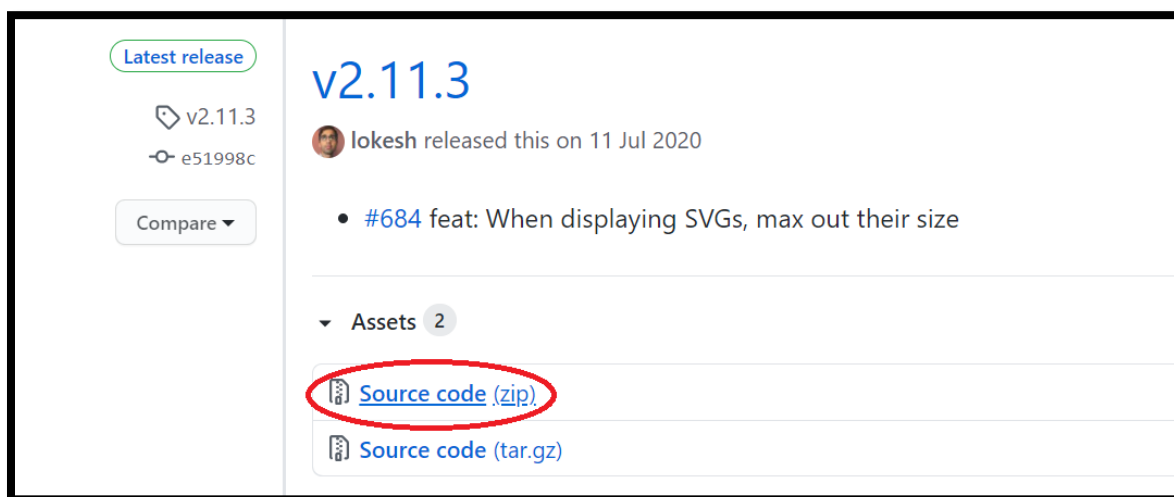 Latest release
v2.11.3
e51998c
Compare
v2.11.3
lokesh released this on 11 Jul 2020
#684 feat: When displaying SVGs, max out their size
Assets 2
Source code (zip)
Source code (tar.gz)